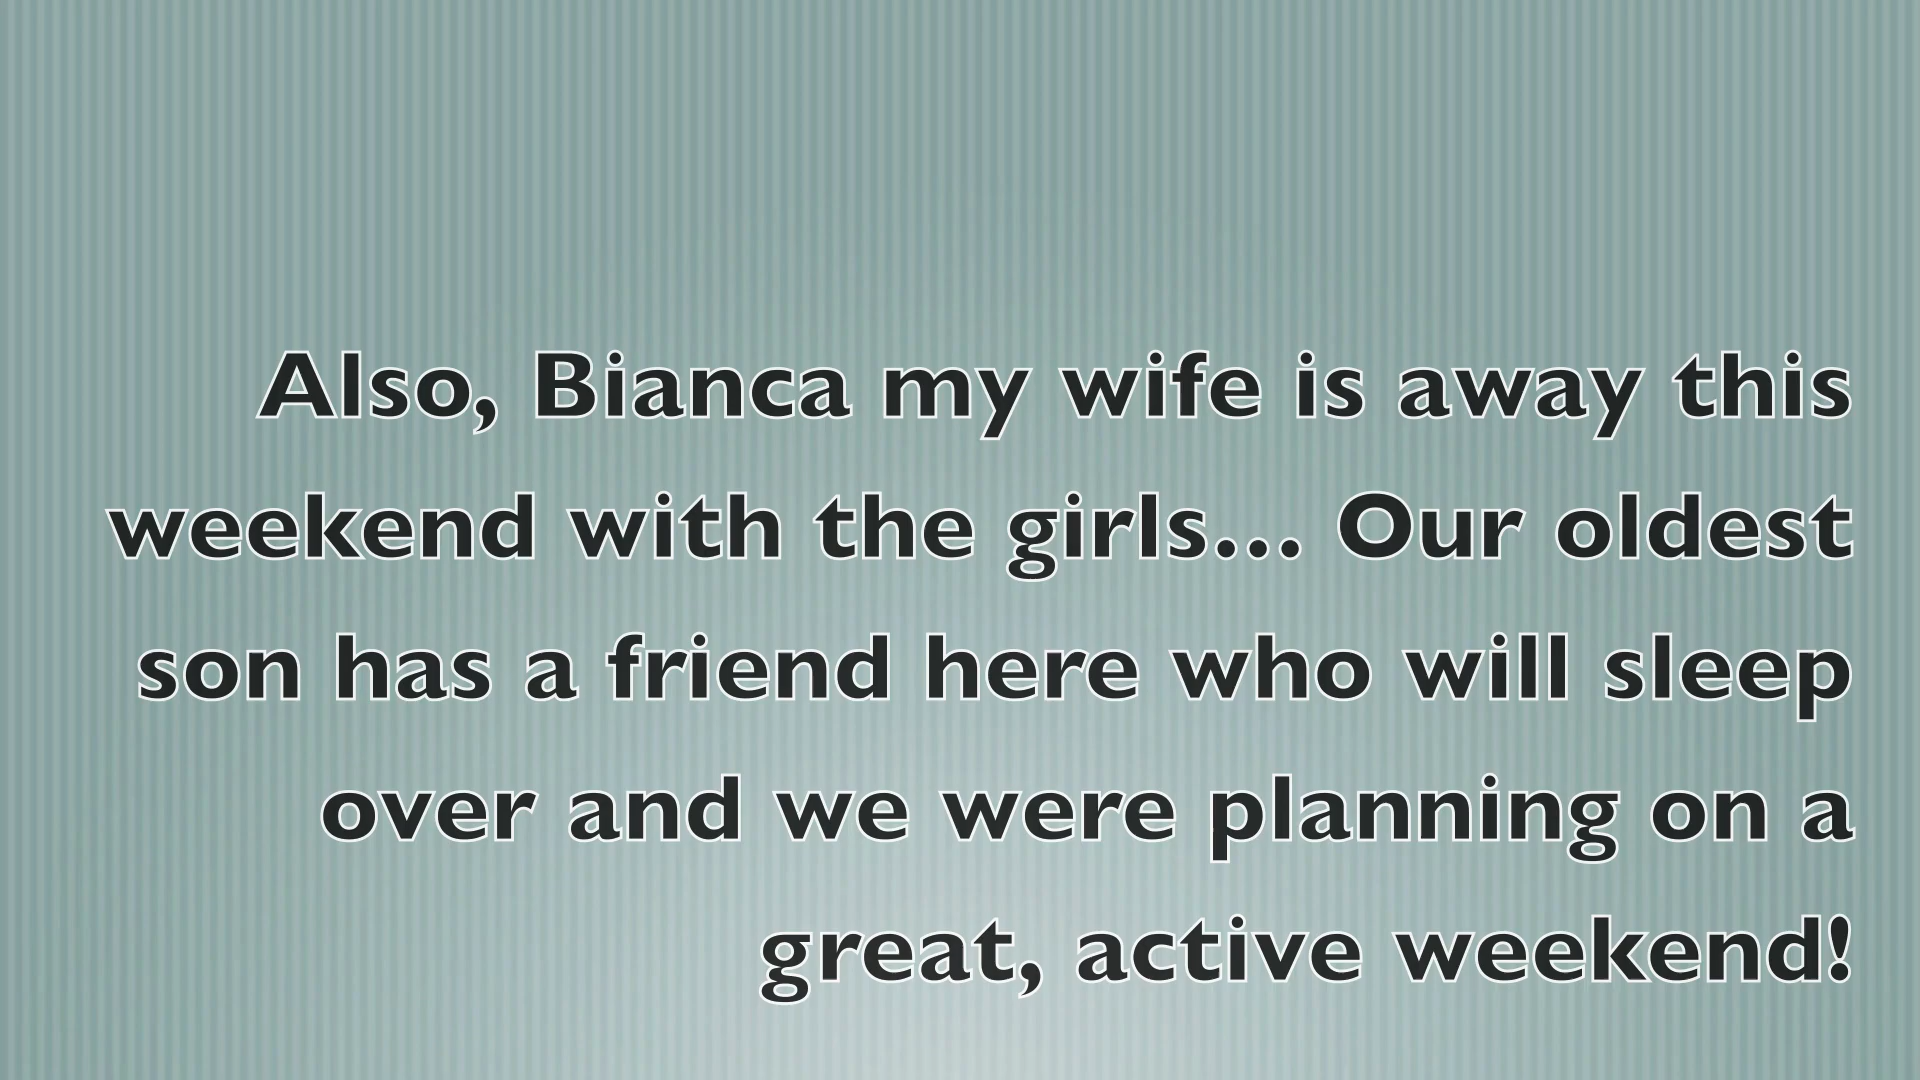 Also, Bianca my wife is away this
weekend with the girls... Our oldest
son has a friend here who will sleep
over and we were planning on a
great, active weekend!